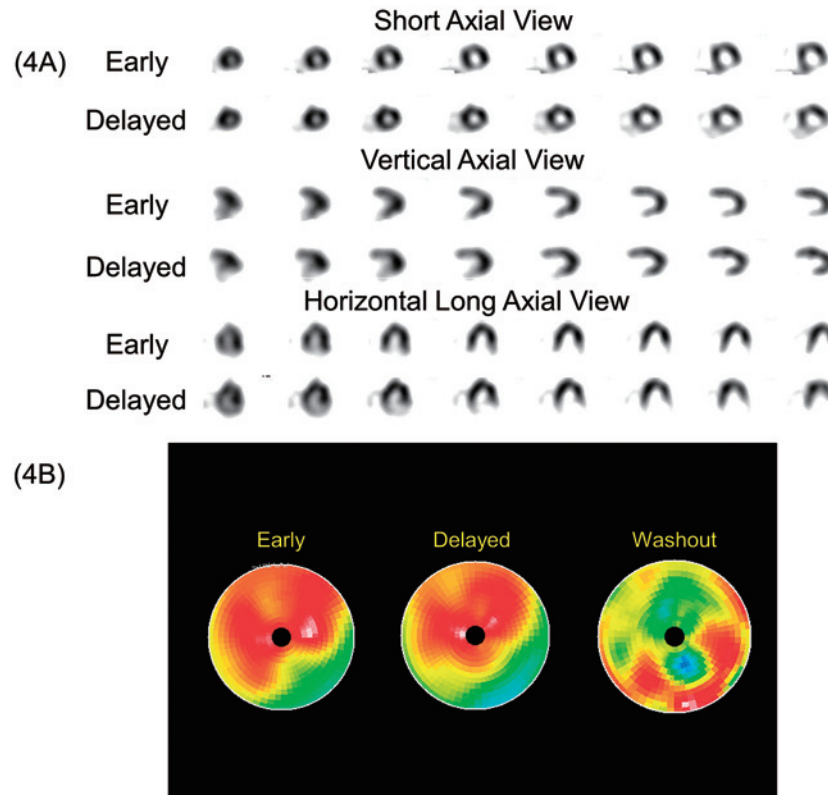 Short Axial View
(4A) Early
Delayed
Vertical Axial View
Early
Delayed
Horizontal Long Axial View
Early
Delayed
(4B)
Early Delayed Washout